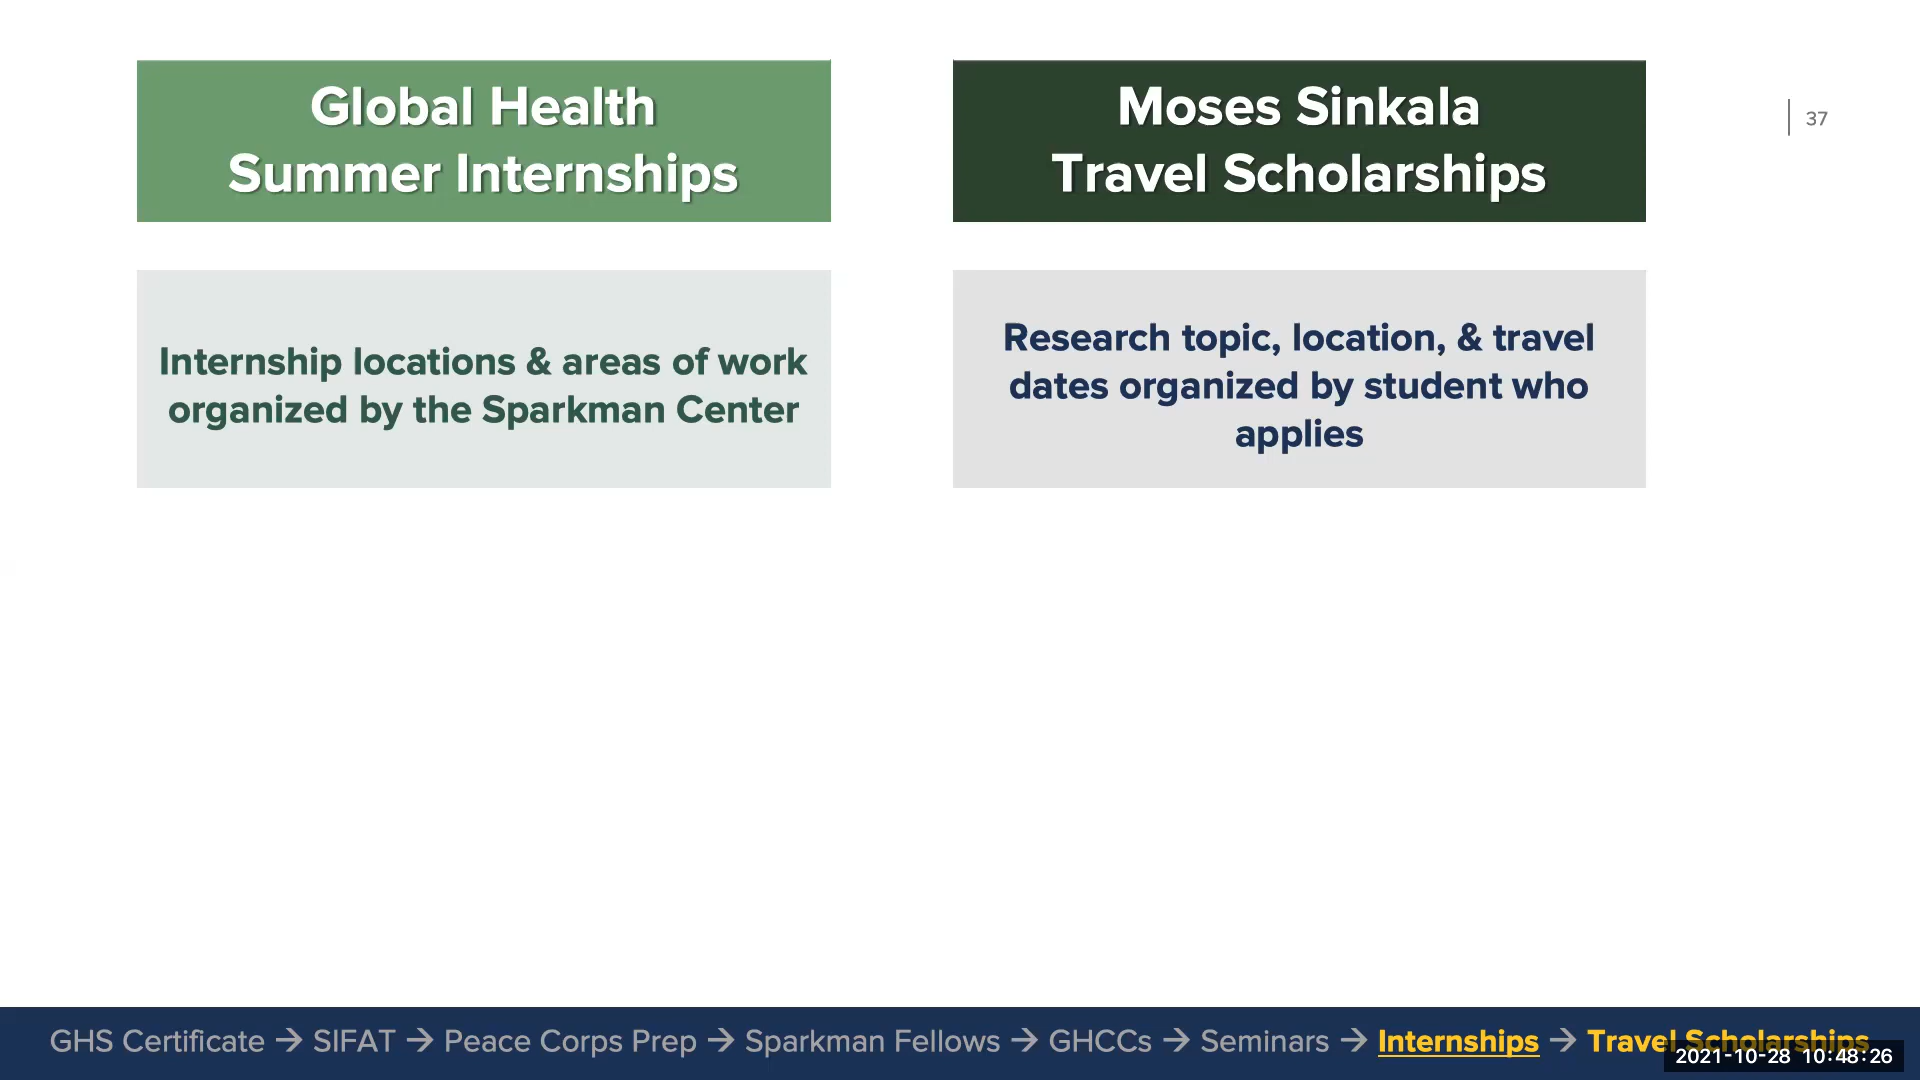 Global Health
Summer Internships
Moses Sinkala
Travel Scholarships
37
Internship locations & areas of work
organized by the Sparkman Center
Research topic, location, & travel
dates organized by student who
applies
GHS Certificate → SIFAT → Peace Corps Prep → Sparkman Fellows → GHCCs → Seminars → Internships → Travel Scholarships
2021-10-28 10:48:26